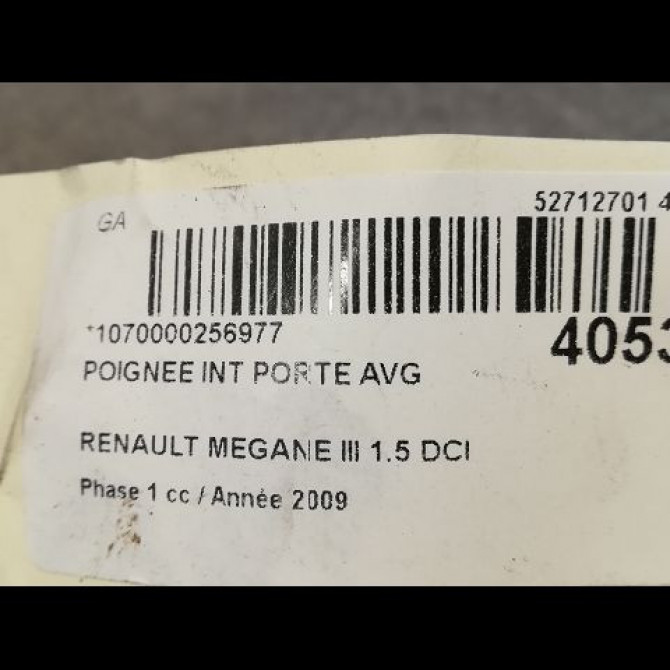 GA
52712701 4
*1070000256977
4053
POIGNEE INT PORTE AVG
RENAULT MEGANE III 1.5 DCI
Phase 1 cc / Année 2009